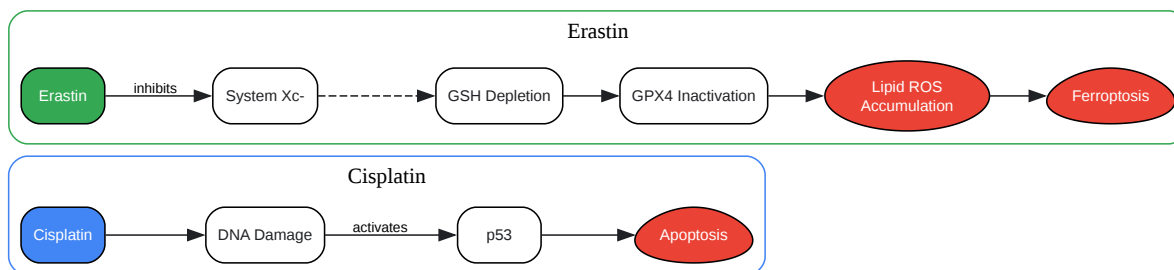 Erastin
Erastin
inhibits
System Xc-
GSH Depletion
GPX4 Inactivation
Lipid ROS
Accumulation
Ferroptosis
Cisplatin
Cisplatin
DNA Damage
activates
p53
Apoptosis